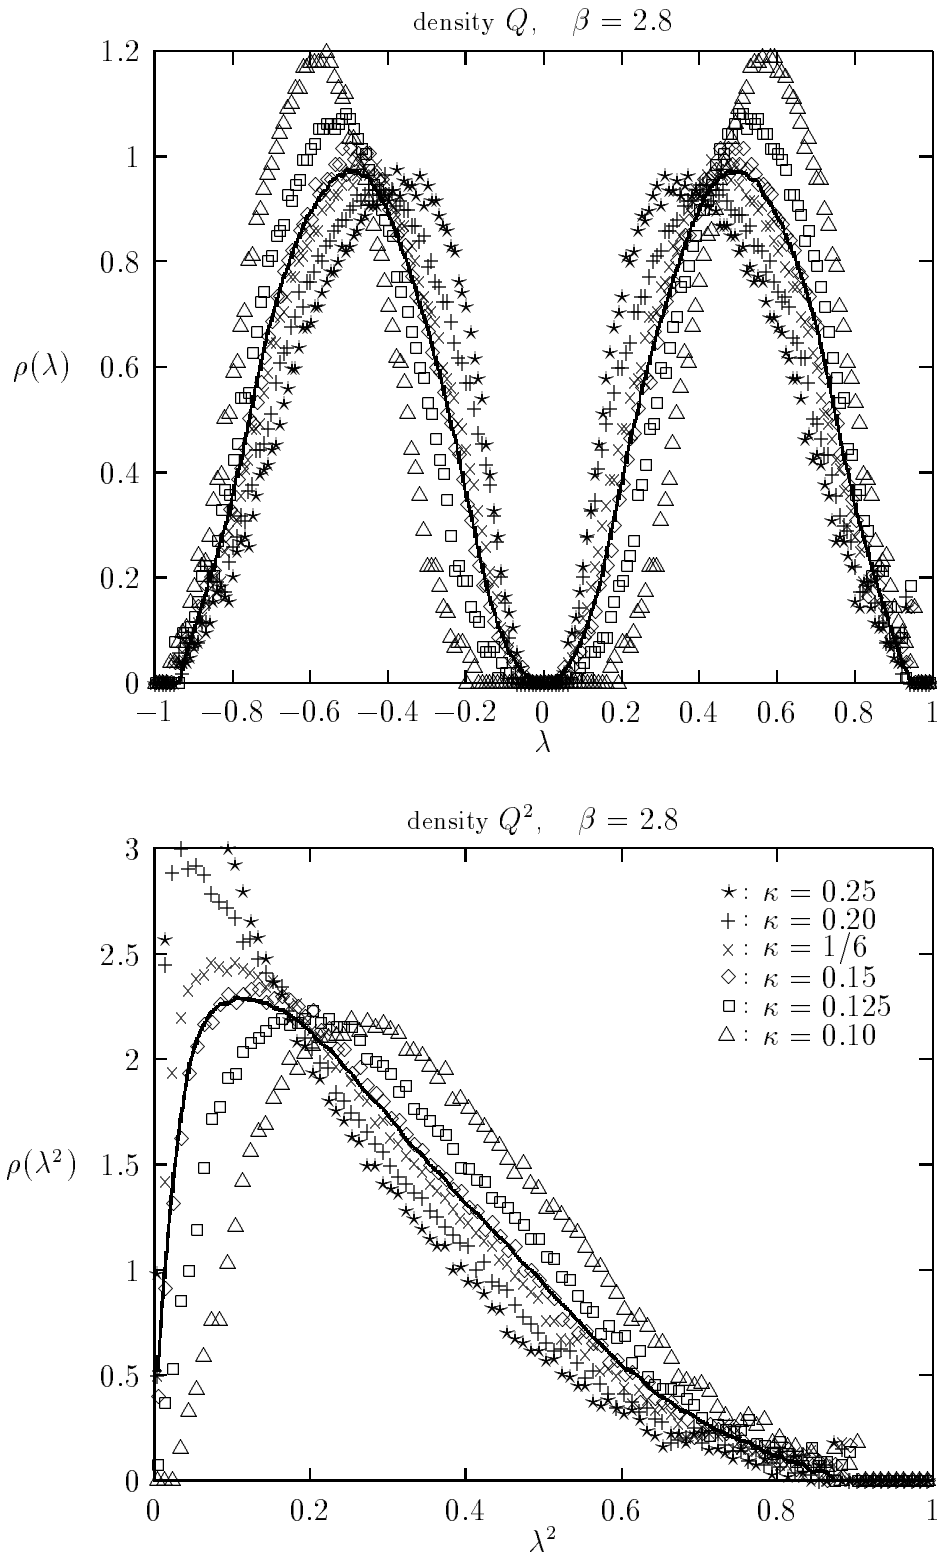 density Q, β = 2.8
1.2
1
0.8
0.6
0.4
0.2
0
ρ(λ)
−1 −0.8 −0.6 −0.4 −0.2 0 0.2 0.4 0.6 0.8 1
λ
density Q², β = 2.8
3
2.5
2
1.5
1
0.5
0
ρ(λ²)
★: κ = 0.25
+: κ = 0.20
×: κ = 1/6
◇: κ = 0.15
□: κ = 0.125
△: κ = 0.10
0 0.2 0.4 0.6 0.8 1
λ²